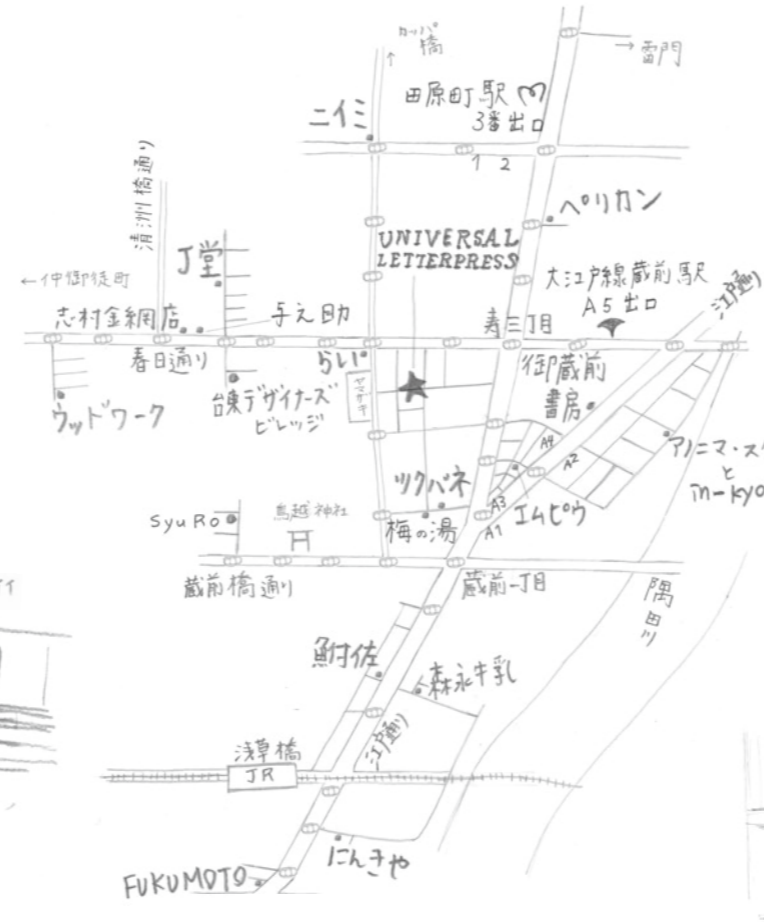 カッパ橋
↑
→ 雷門
田原町駅
3番出口
ニイミ
1 2
清洲橋通り
ペリカン
J堂
UNIVERSAL
LETTERPRESS
←仲御徒町
大江戸線蔵前駅
A5出口
江戸通り
志村金網店
与之助
寿三丁目
春日通り
らい
御蔵前
書房
台東デザイナーズ
ビレッジ
ヤマザキ
ウッドワーク
A4
A2
アノニマ・ス
と
in-kyo
ツクバネ
A3
エムピウ
SyuRo
鳥越神社
梅の湯
A1
蔵前橋通り
蔵前一丁目
隅田川
鮒佐
森永牛乳
江戸通り
浅草橋
JR
にんきや
FUKUMOTO